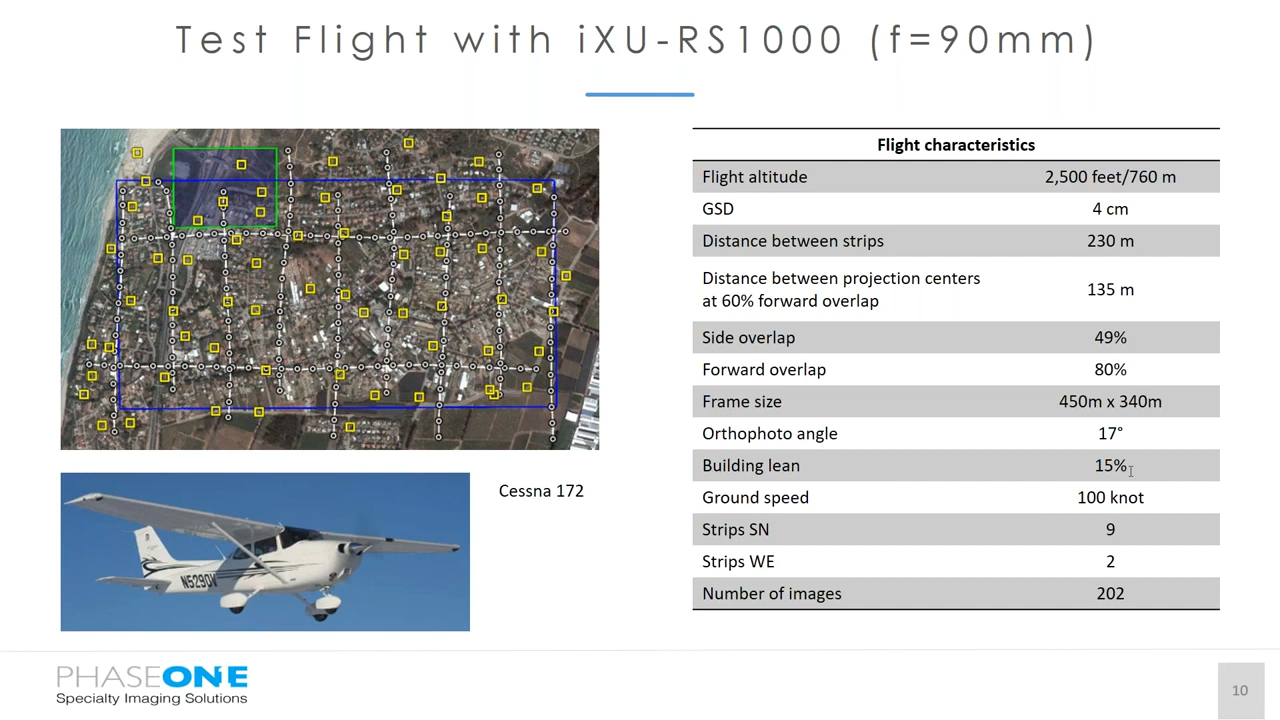 Test Flight with iXU-RS1000 (f=90mm)
Flight characteristics
Flight altitude 2,500 feet/760 m
GSD 4 cm
Distance between strips 230 m
Distance between projection centers
at 60% forward overlap 135 m
Side overlap 49%
Forward overlap 80%
Frame size 450m x 340m
Orthophoto angle 17°
Building lean 15%
Ground speed 100 knot
Strips SN 9
Strips WE 2
Number of images 202
Cessna 172
PHASEONE
Specialty Imaging Solutions
10